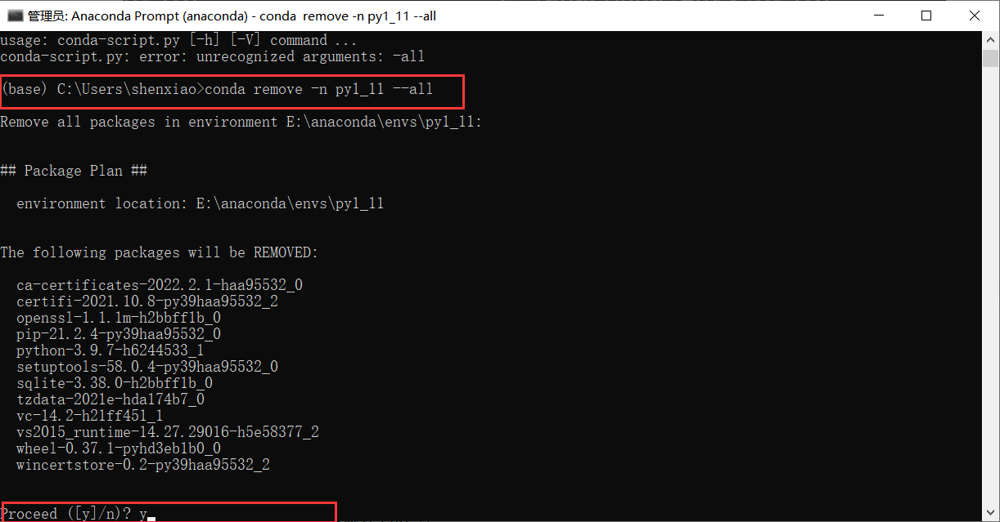 管理员: Anaconda Prompt (anaconda) - conda  remove -n py1_11 --all
usage: conda-script.py [-h] [-V] command ...
conda-script.py: error: unrecognized arguments: -all
(base) C:\Users\shenxiao>conda remove -n py1_11 --all
Remove all packages in environment E:\anaconda\envs\py1_11:
## Package Plan ##
environment location: E:\anaconda\envs\py1_11
The following packages will be REMOVED:
ca-certificates-2022.2.1-haa95532_0
certifi-2021.10.8-py39haa95532_2
openssl-1.1.1m-h2bbff1b_0
pip-21.2.4-py39haa95532_0
python-3.9.7-h6244533_1
setuptools-58.0.4-py39haa95532_0
sqlite-3.38.0-h2bbff1b_0
tzdata-2021e-hda174b7_0
vc-14.2-h21ff451_1
vs2015_runtime-14.27.29016-h5e58377_2
wheel-0.37.1-pyhd3eb1b0_0
wincertstore-0.2-py39haa95532_2
Proceed ([y]/n)? y